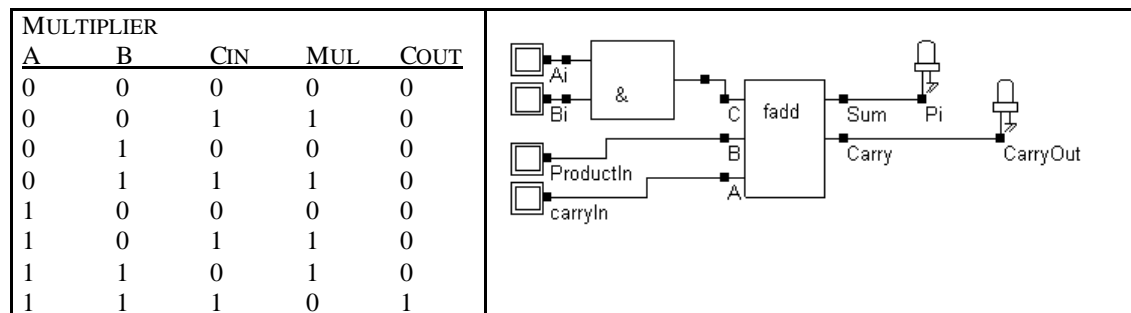 MULTIPLIER
A B CIN MUL COUT
0 0 0 0 0
0 0 1 1 0
0 1 0 0 0
0 1 1 1 0
1 0 0 0 0
1 0 1 1 0
1 1 0 1 0
1 1 1 0 1
Ai
Bi
&
ProductIn
carryIn
C
B
A
fadd
Sum
Pi
Carry
CarryOut